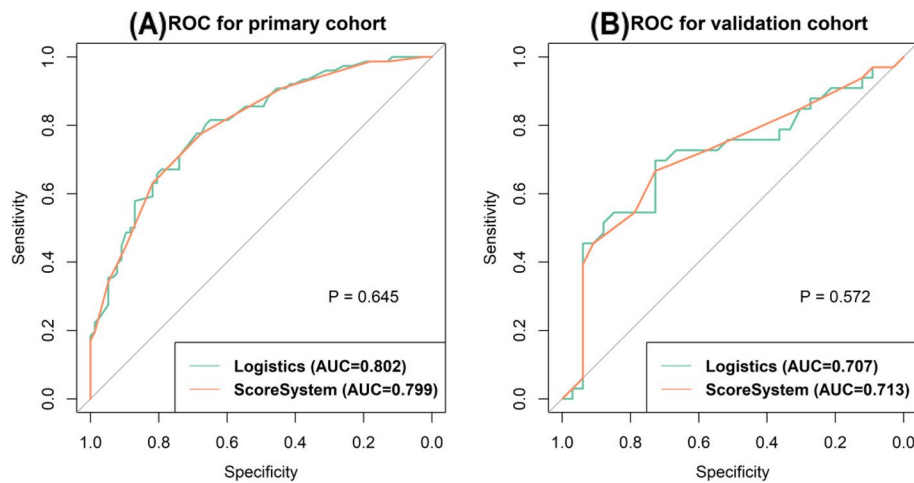 (A) ROC for primary cohort
Sensitivity
1.0
0.8
0.6
0.4
0.2
0.0
P = 0.645
Logistics (AUC=0.802)
ScoreSystem (AUC=0.799)
1.0 0.8 0.6 0.4 0.2 0.0
Specificity
(B) ROC for validation cohort
Sensitivity
1.0
0.8
0.6
0.4
0.2
0.0
P = 0.572
Logistics (AUC=0.707)
ScoreSystem (AUC=0.713)
1.0 0.8 0.6 0.4 0.2 0.0
Specificity